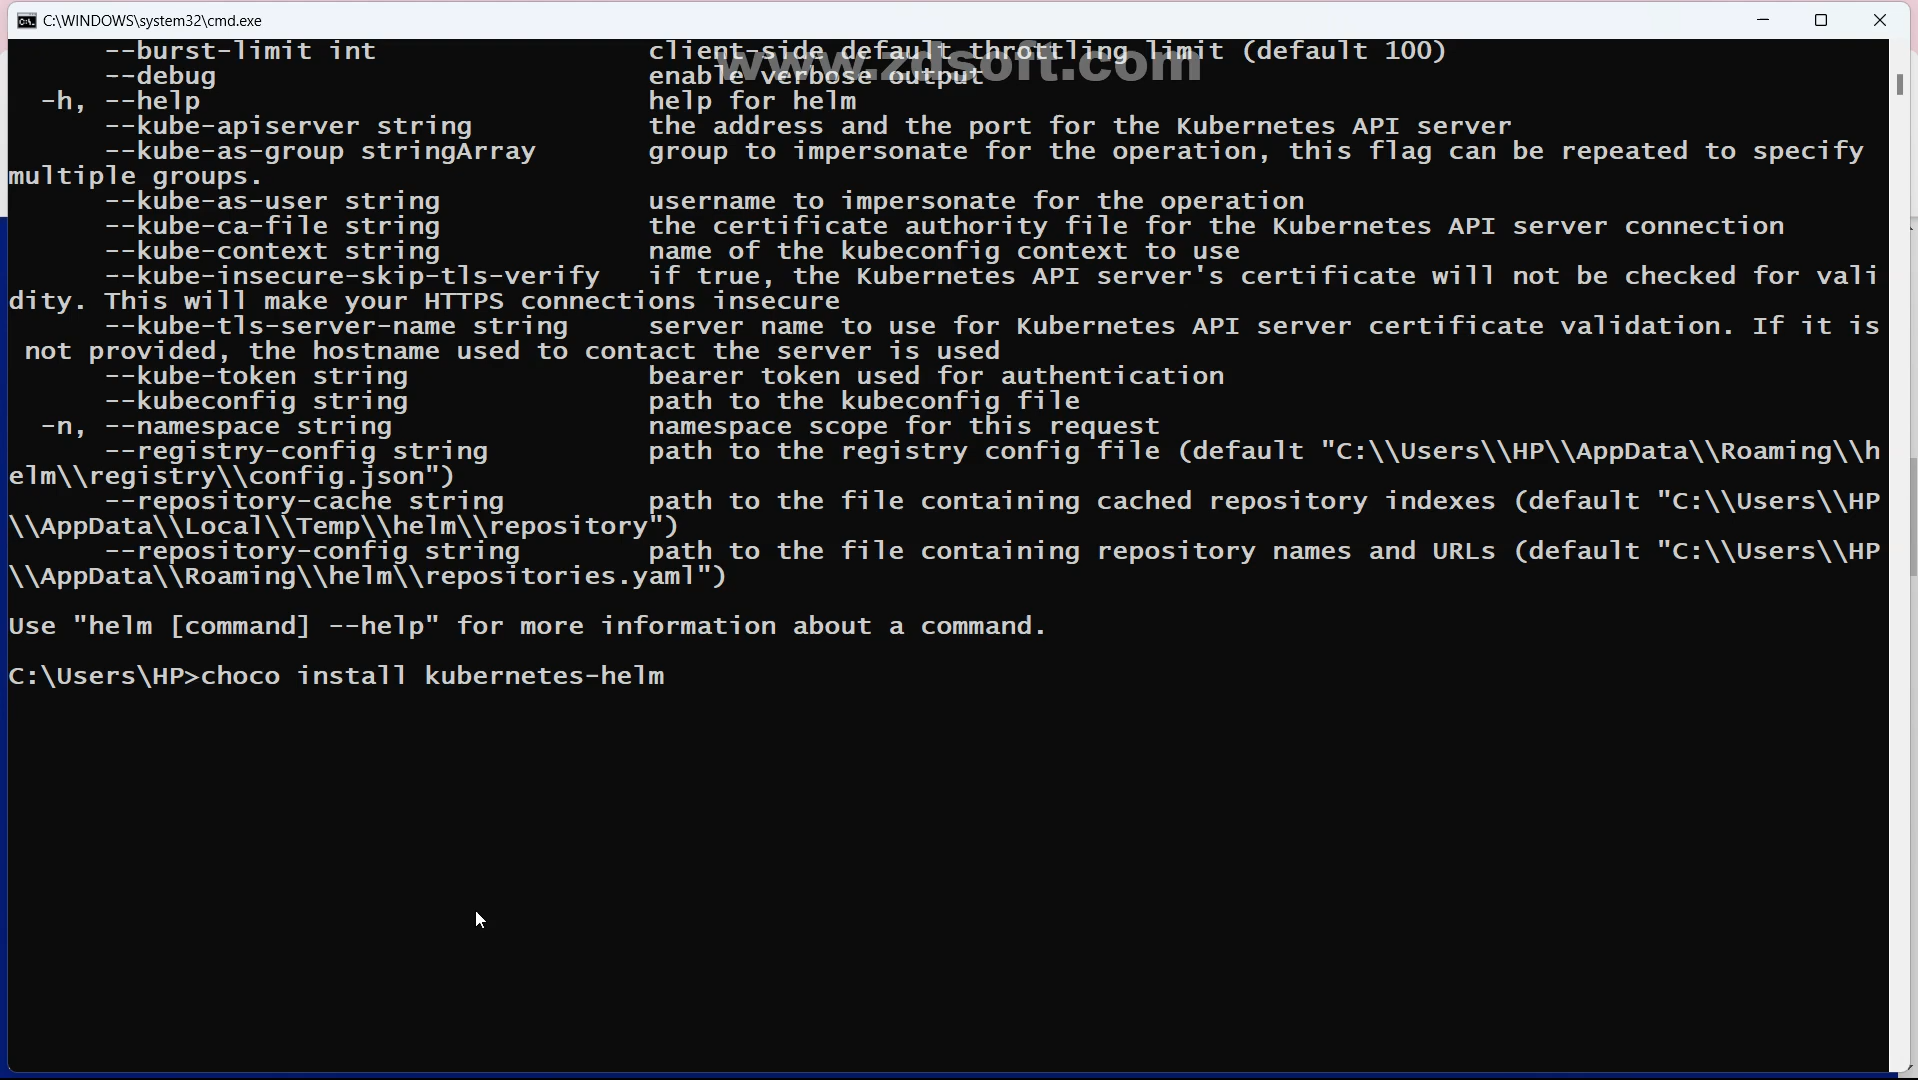 C:\WINDOWS\system32\cmd.exe
www.zdsoft.com
--burst-limit int client-side default throttling limit (default 100)
--debug enable verbose output
-h, --help help for helm
--kube-apiserver string the address and the port for the Kubernetes API server
--kube-as-group stringArray group to impersonate for the operation, this flag can be repeated to specify
multiple groups.
--kube-as-user string username to impersonate for the operation
--kube-ca-file string the certificate authority file for the Kubernetes API server connection
--kube-context string name of the kubeconfig context to use
--kube-insecure-skip-tls-verify if true, the Kubernetes API server's certificate will not be checked for vali
dity. This will make your HTTPS connections insecure
--kube-tls-server-name string server name to use for Kubernetes API server certificate validation. If it is
not provided, the hostname used to contact the server is used
--kube-token string bearer token used for authentication
--kubeconfig string path to the kubeconfig file
-n, --namespace string namespace scope for this request
--registry-config string path to the registry config file (default "C:\\Users\\HP\\AppData\\Roaming\\h
elm\\registry\\config.json")
--repository-cache string path to the file containing cached repository indexes (default "C:\\Users\\HP
\\AppData\\Local\\Temp\\helm\\repository")
--repository-config string path to the file containing repository names and URLs (default "C:\\Users\\HP
\\AppData\\Roaming\\helm\\repositories.yaml")
Use "helm [command] --help" for more information about a command.
C:\Users\HP>choco install kubernetes-helm